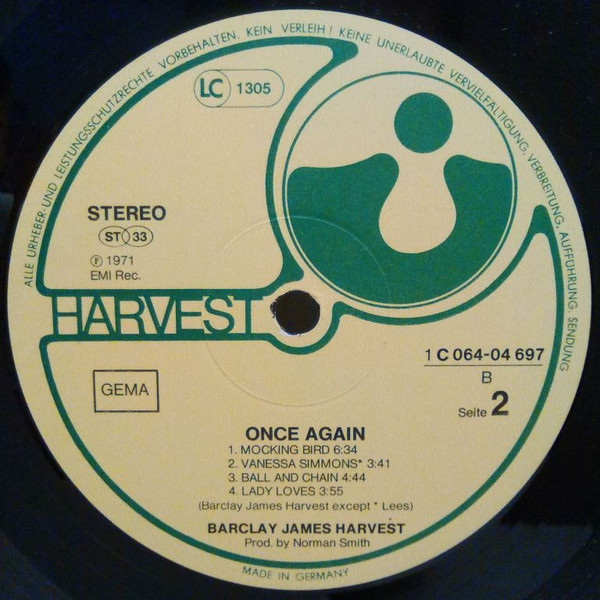 ALLE URHEBER- UND LEISTUNGSSCHUTZRECHTE VORBEHALTEN. KEIN VERLEIH! KEINE UNERLAUBTE VERVIELFÄLTIGUNG, VERBREITUNG, AUFFÜHRUNG, SENDUNG
LC 1305
STEREO
ST 33
℗ 1971
EMI Rec.
HARVEST
1 C 064-04 697
B
GEMA
Seite 2
ONCE AGAIN
1. MOCKING BIRD 6:34
2. VANESSA SIMMONS* 3:41
3. BALL AND CHAIN 4:44
4. LADY LOVES 3:55
(Barclay James Harvest except * Lees)
BARCLAY JAMES HARVEST
Prod. by Norman Smith
MADE IN GERMANY